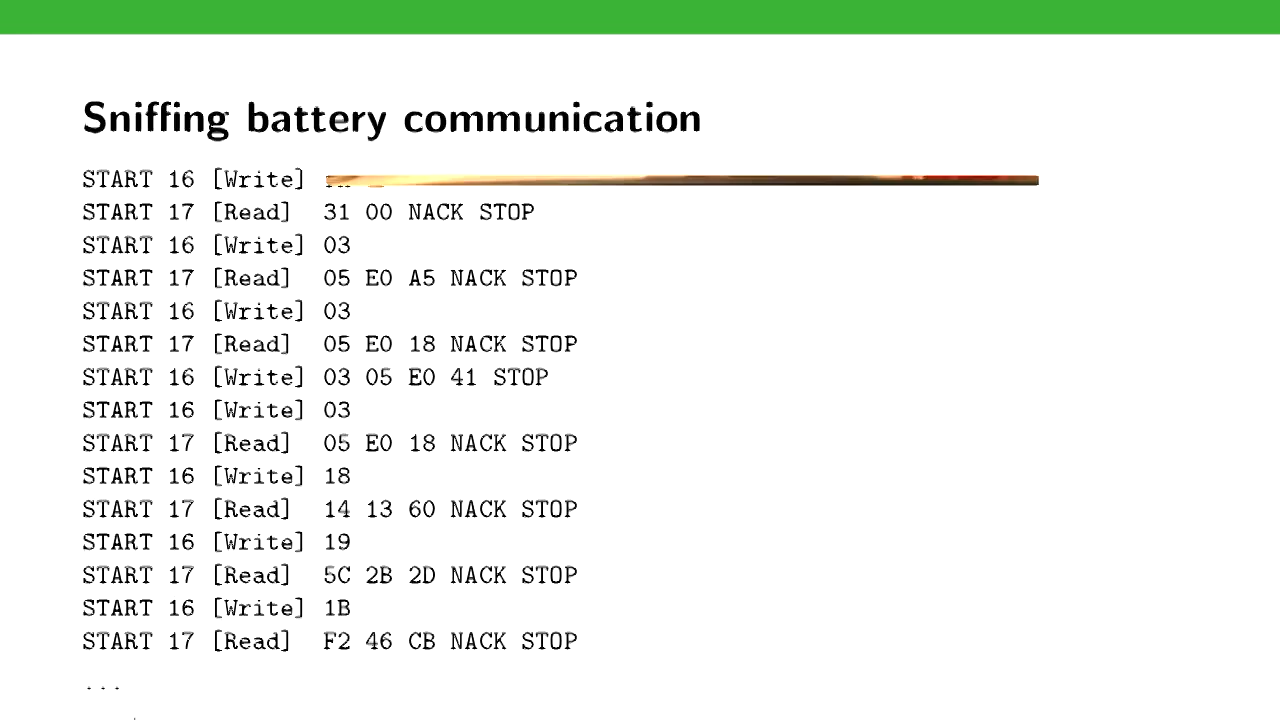 Sniffing battery communication
START 16 [Write]
START 17 [Read] 31 00 NACK STOP
START 16 [Write] 03
START 17 [Read] 05 E0 A5 NACK STOP
START 16 [Write] 03
START 17 [Read] 05 E0 18 NACK STOP
START 16 [Write] 03 05 E0 41 STOP
START 16 [Write] 03
START 17 [Read] 05 E0 18 NACK STOP
START 16 [Write] 18
START 17 [Read] 14 13 60 NACK STOP
START 16 [Write] 19
START 17 [Read] 5C 2B 2D NACK STOP
START 16 [Write] 1B
START 17 [Read] F2 46 CB NACK STOP
...